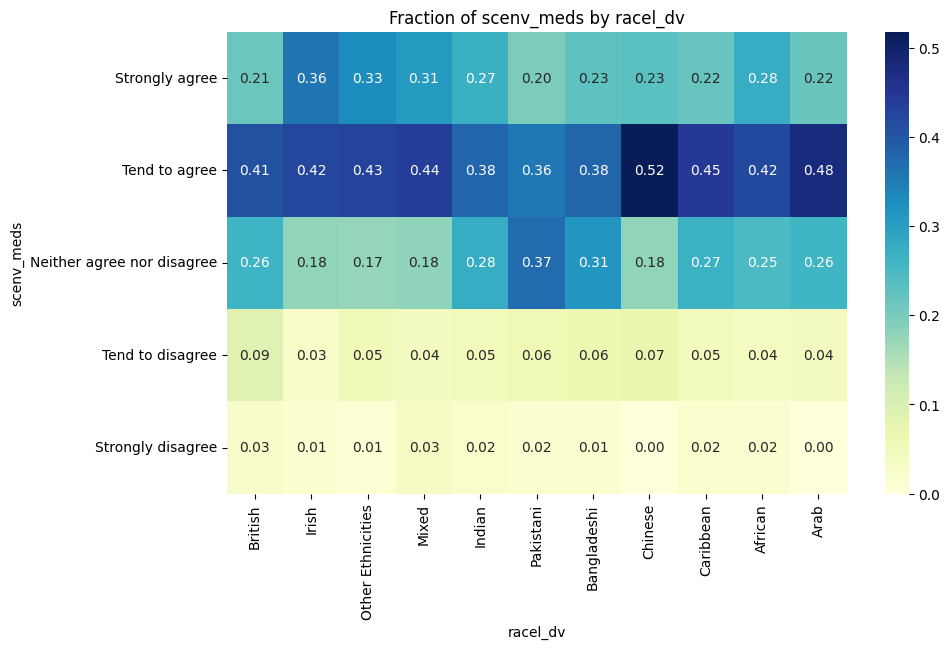 Fraction of scenv_meds by racel_dv
scenv_meds
Strongly agree 0.21 0.36 0.33 0.31 0.27 0.20 0.23 0.23 0.22 0.28 0.22
Tend to agree 0.41 0.42 0.43 0.44 0.38 0.36 0.38 0.52 0.45 0.42 0.48
Neither agree nor disagree 0.26 0.18 0.17 0.18 0.28 0.37 0.31 0.18 0.27 0.25 0.26
Tend to disagree 0.09 0.03 0.05 0.04 0.05 0.06 0.06 0.07 0.05 0.04 0.04
Strongly disagree 0.03 0.01 0.01 0.03 0.02 0.02 0.01 0.00 0.02 0.02 0.00
British
Irish
Other Ethnicities
Mixed
Indian
Pakistani
Bangladeshi
Chinese
Caribbean
African
Arab
racel_dv
0.5
0.4
0.3
0.2
0.1
0.0